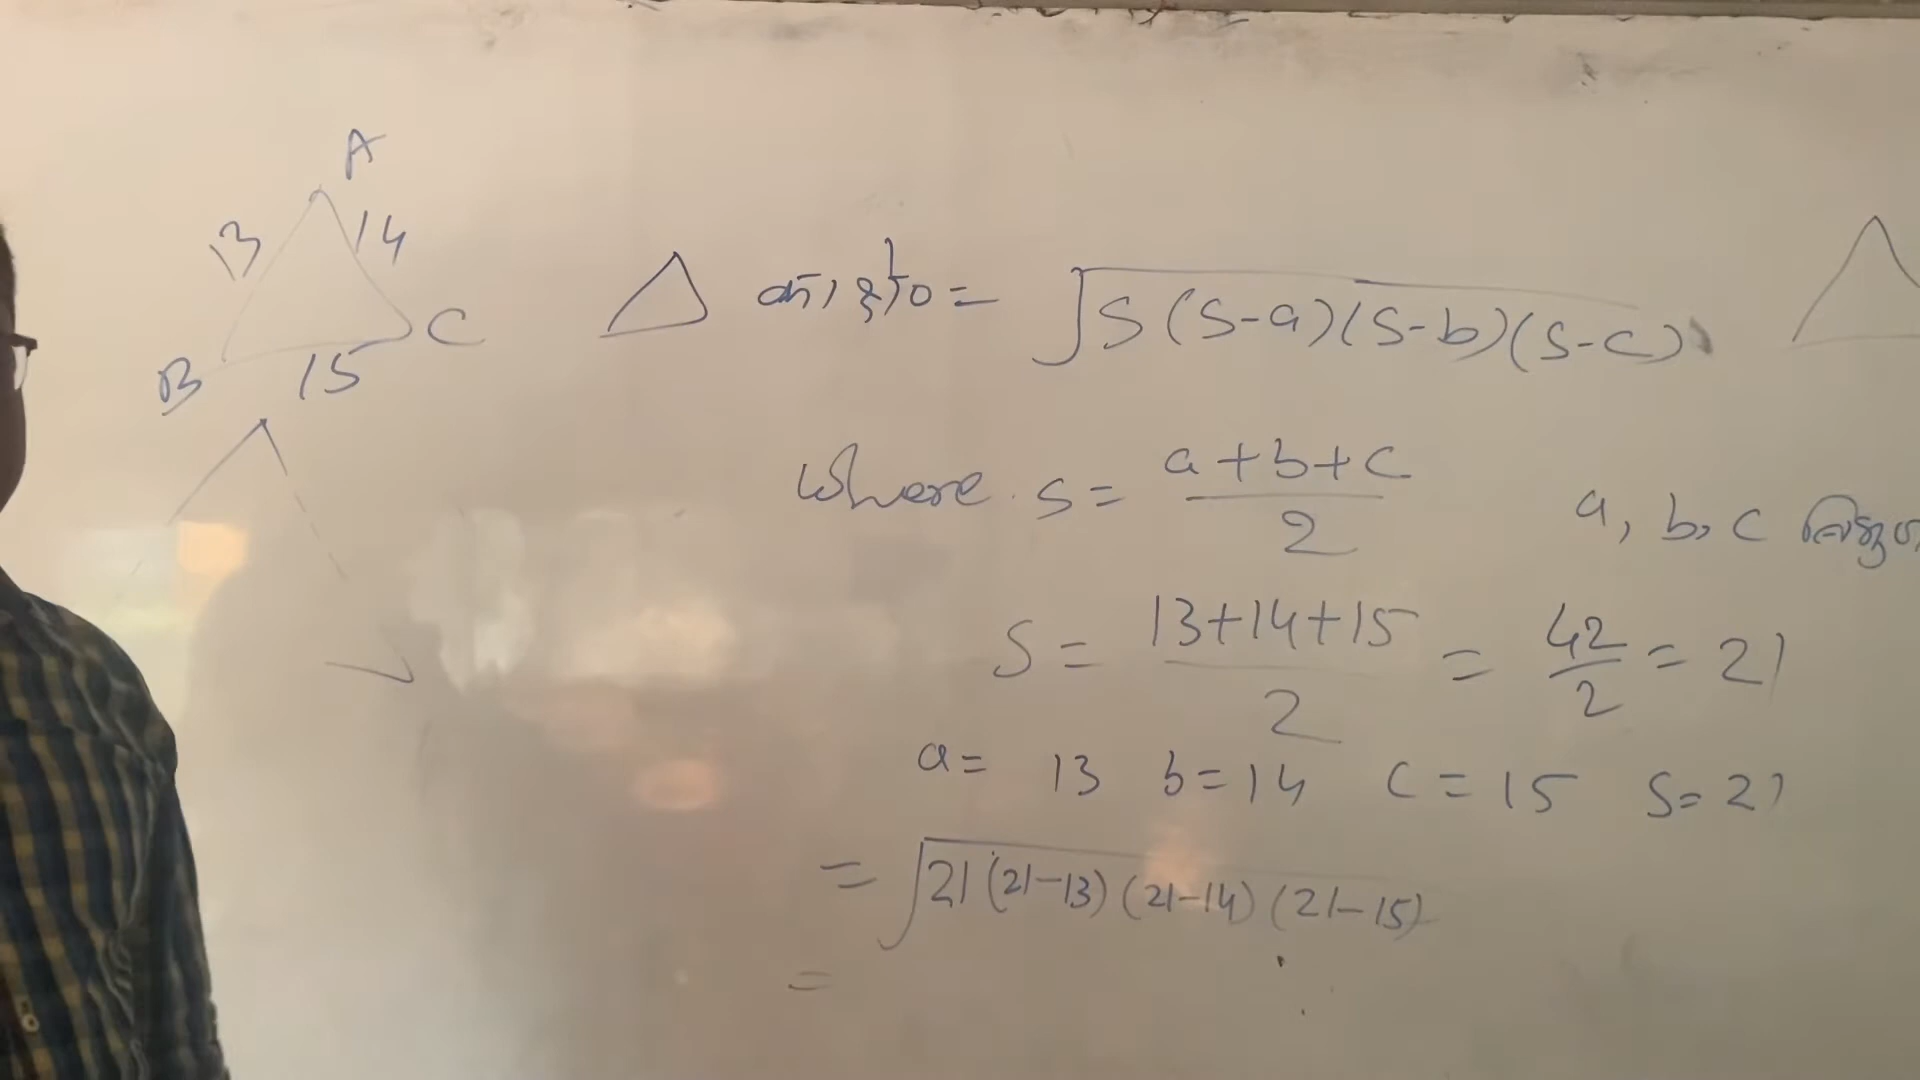 A
13 14
B 15 C
△ = √S(S-a)(S-b)(S-c)
where s = a+b+c / 2
a, b, c
S = 13+14+15 / 2 = 42 / 2 = 21
a = 13 b = 14 c = 15 S = 21
= √21(21-13)(21-14)(21-15)
=